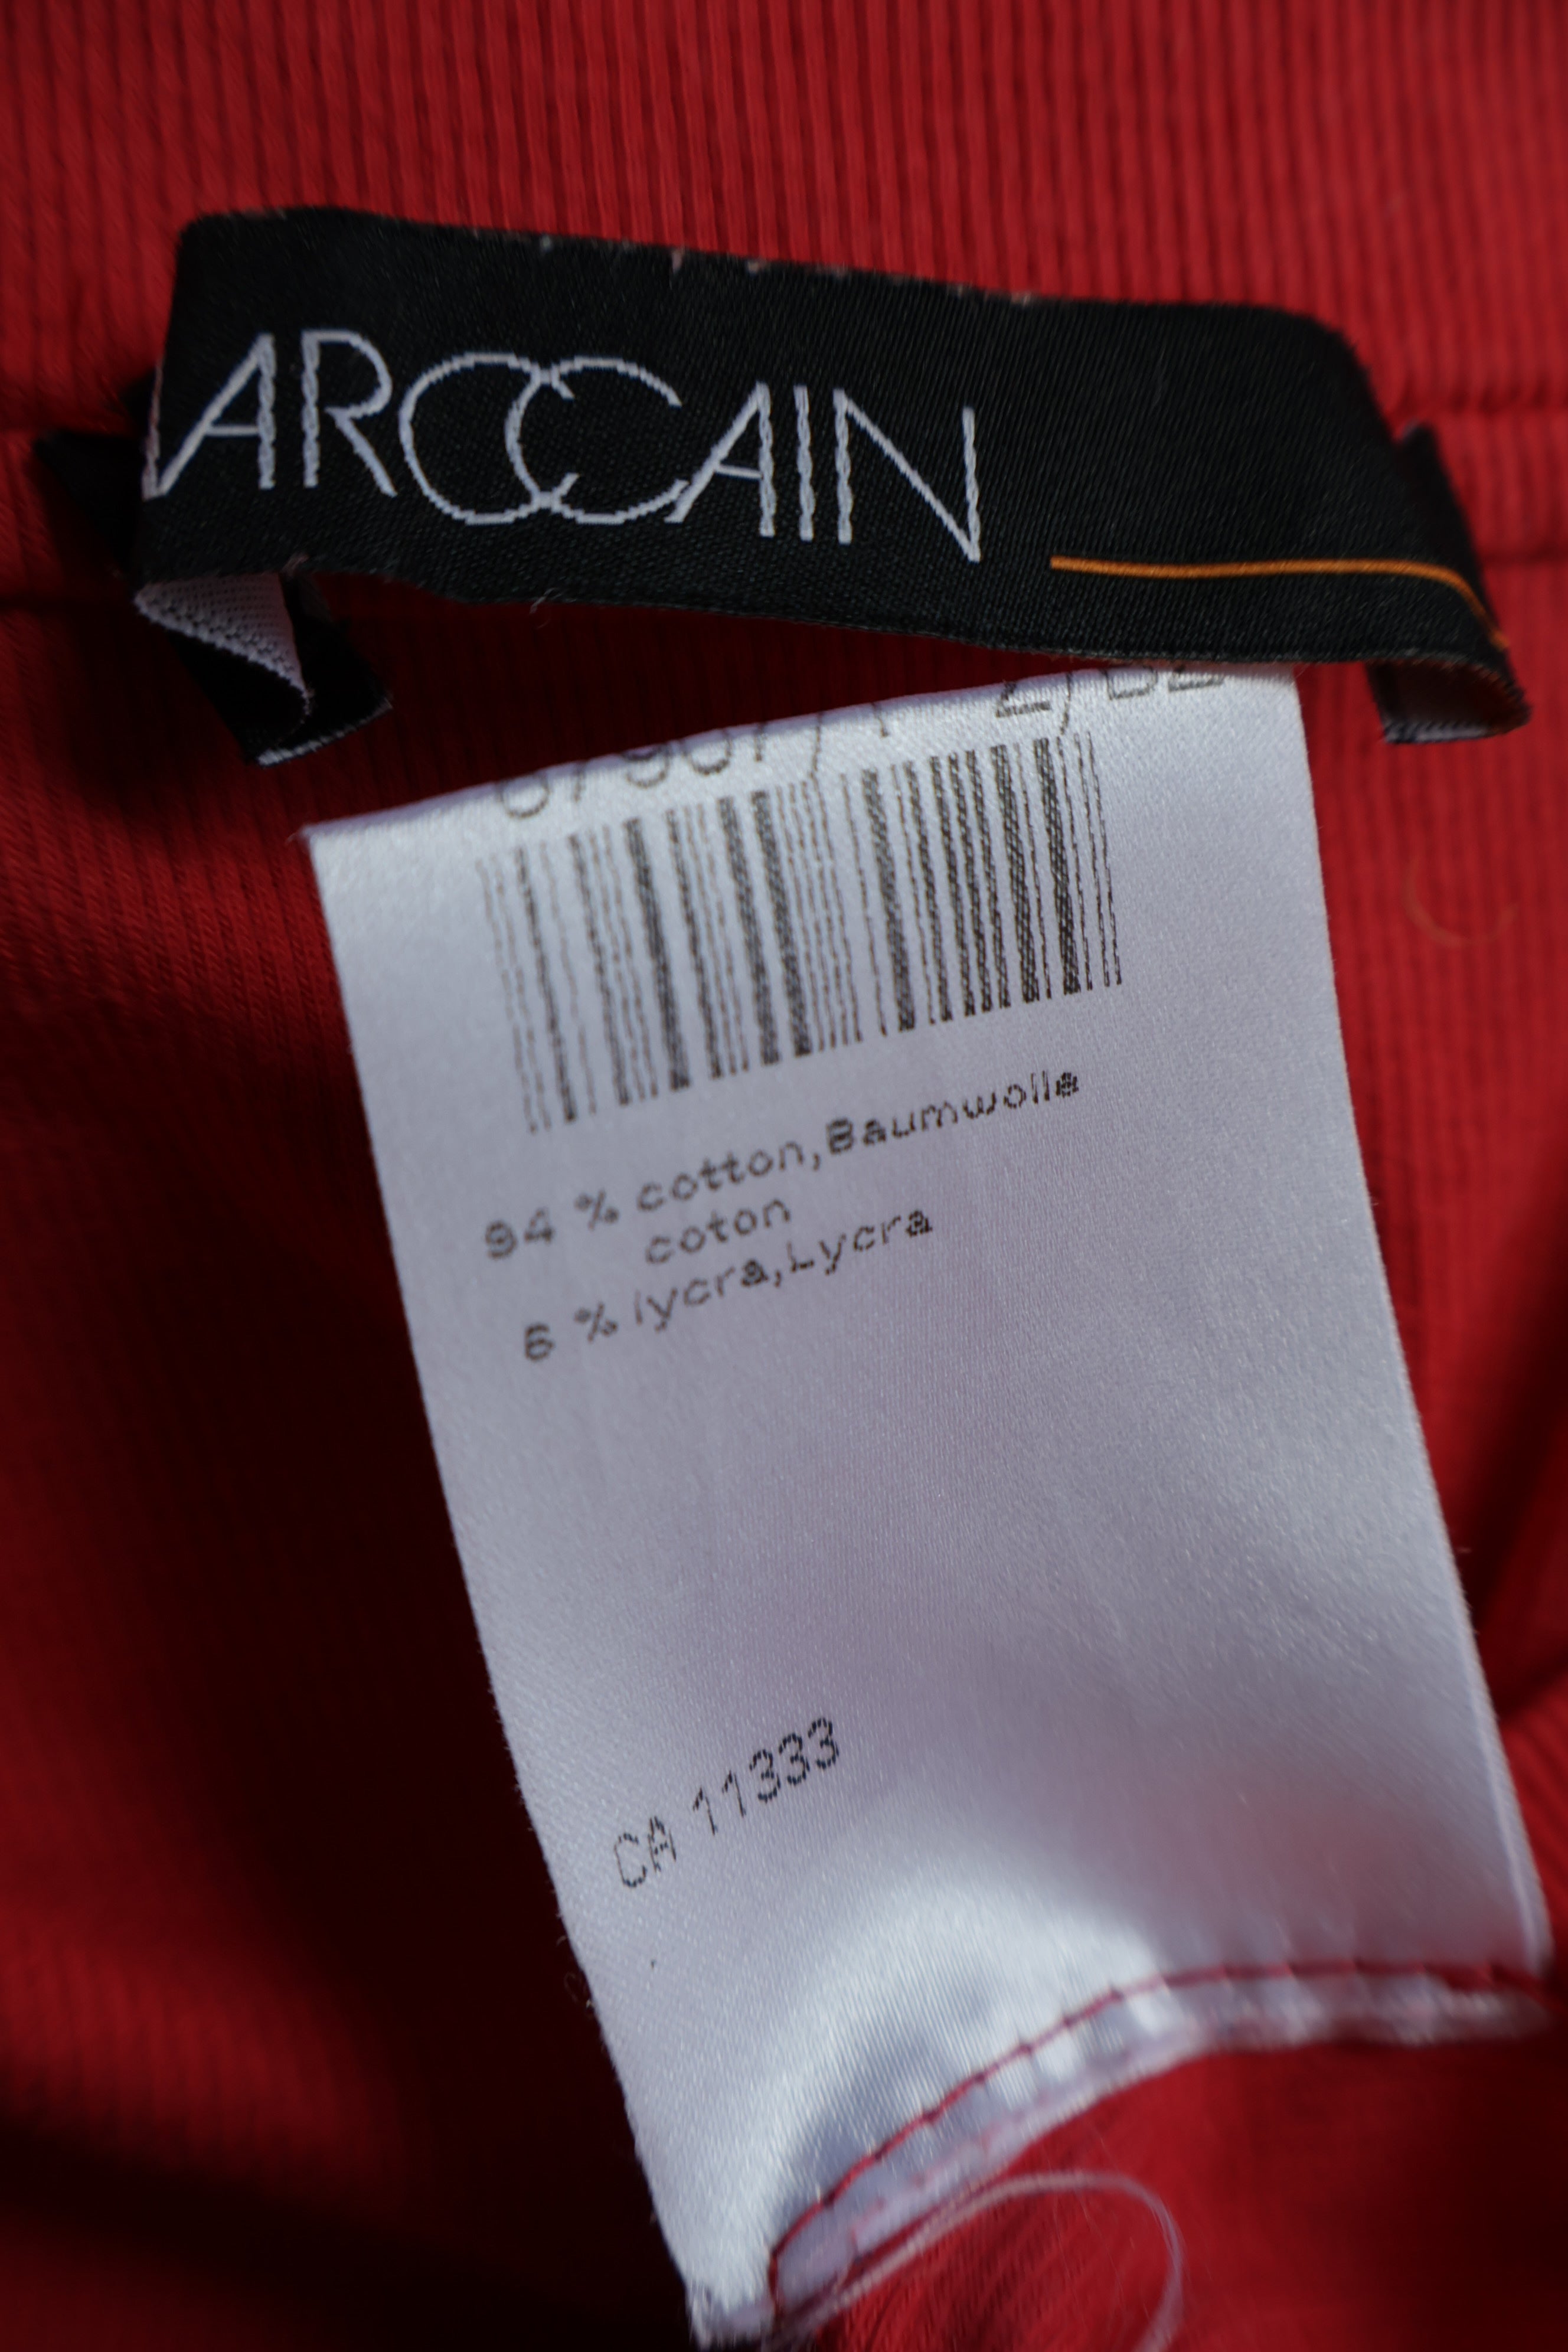 ARCCAIN
94 % cotton,Baumwolle
coton
6 % lycra,Lycra
CA 11333